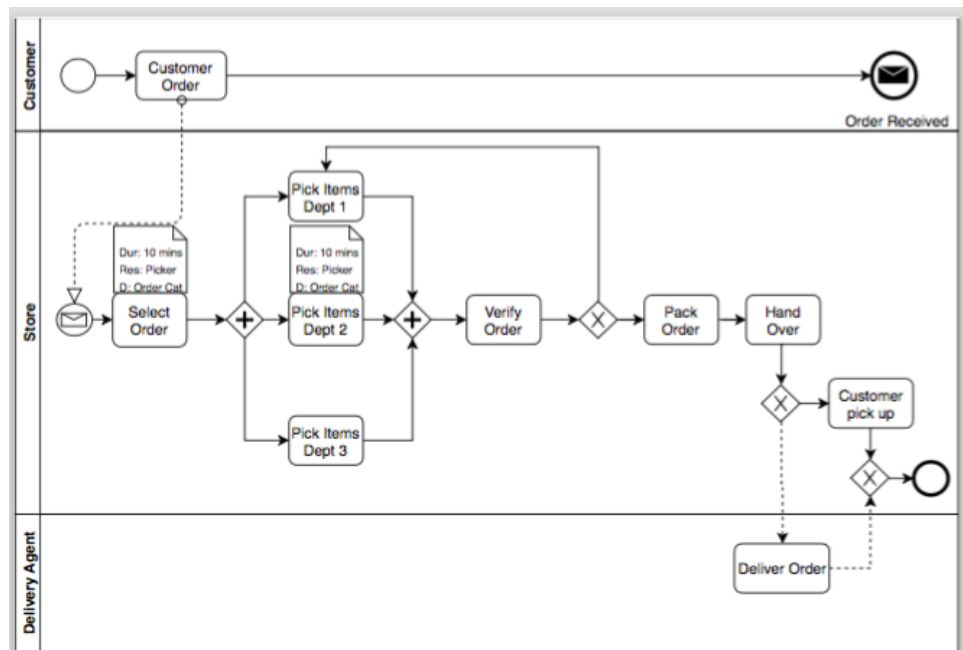 Customer
Customer
Order
Order Received
Store
Dur: 10 mins
Res: Picker
D: Order Cat
Select
Order
Pick Items
Dept 1
Dur: 10 mins
Res: Picker
D: Order Cat
Pick Items
Dept 2
Pick Items
Dept 3
Verify
Order
X
Pack
Order
Hand
Over
X
Customer
pick up
X
Delivery Agent
Deliver Order